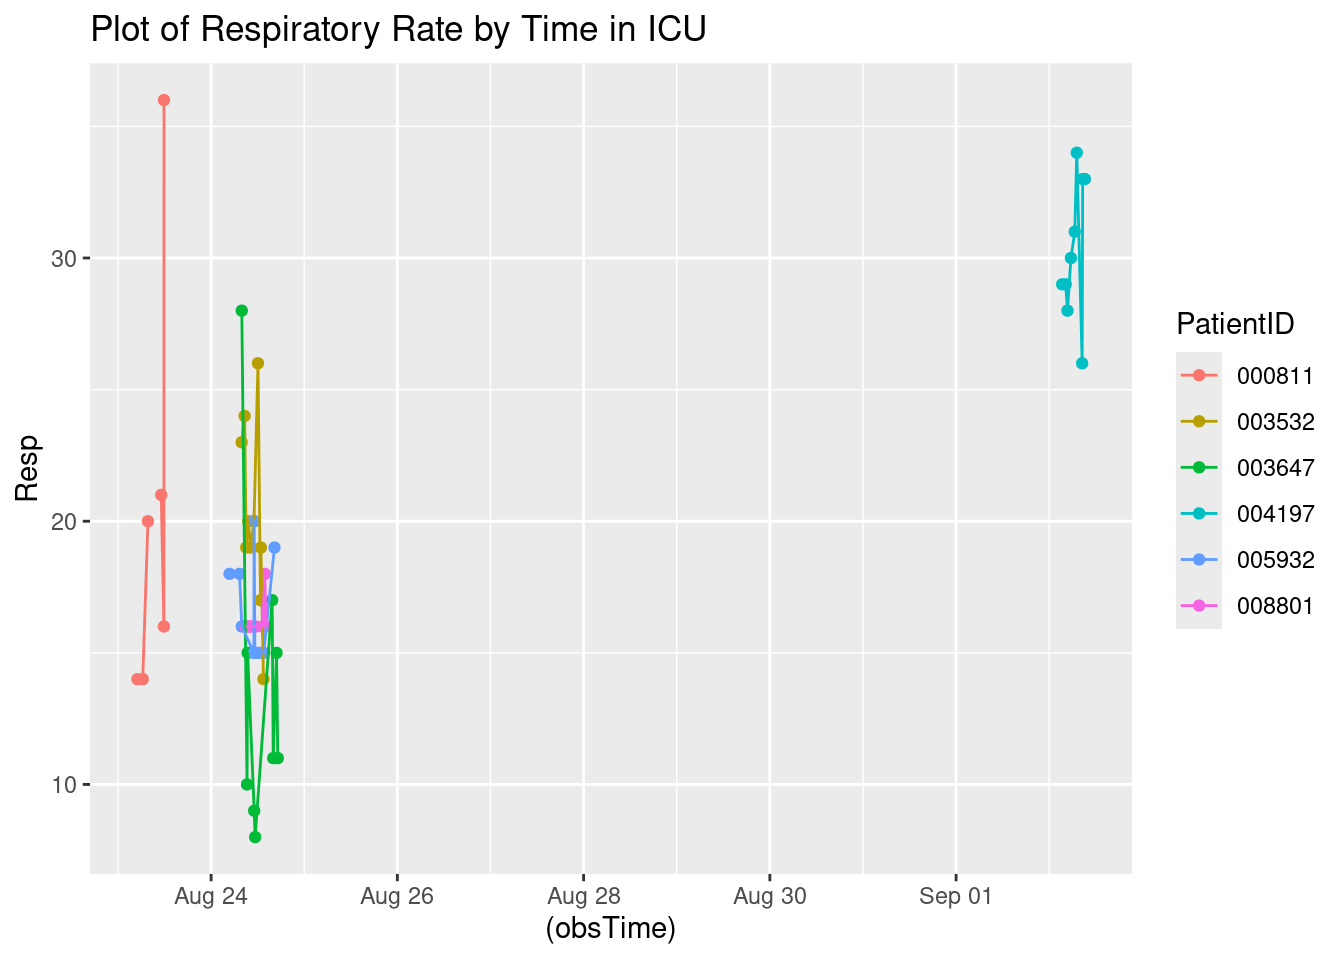 Plot of Respiratory Rate by Time in ICU
Resp
30
20
10
Aug 24 Aug 26 Aug 28 Aug 30 Sep 01
(obsTime)
PatientID
000811
003532
003647
004197
005932
008801